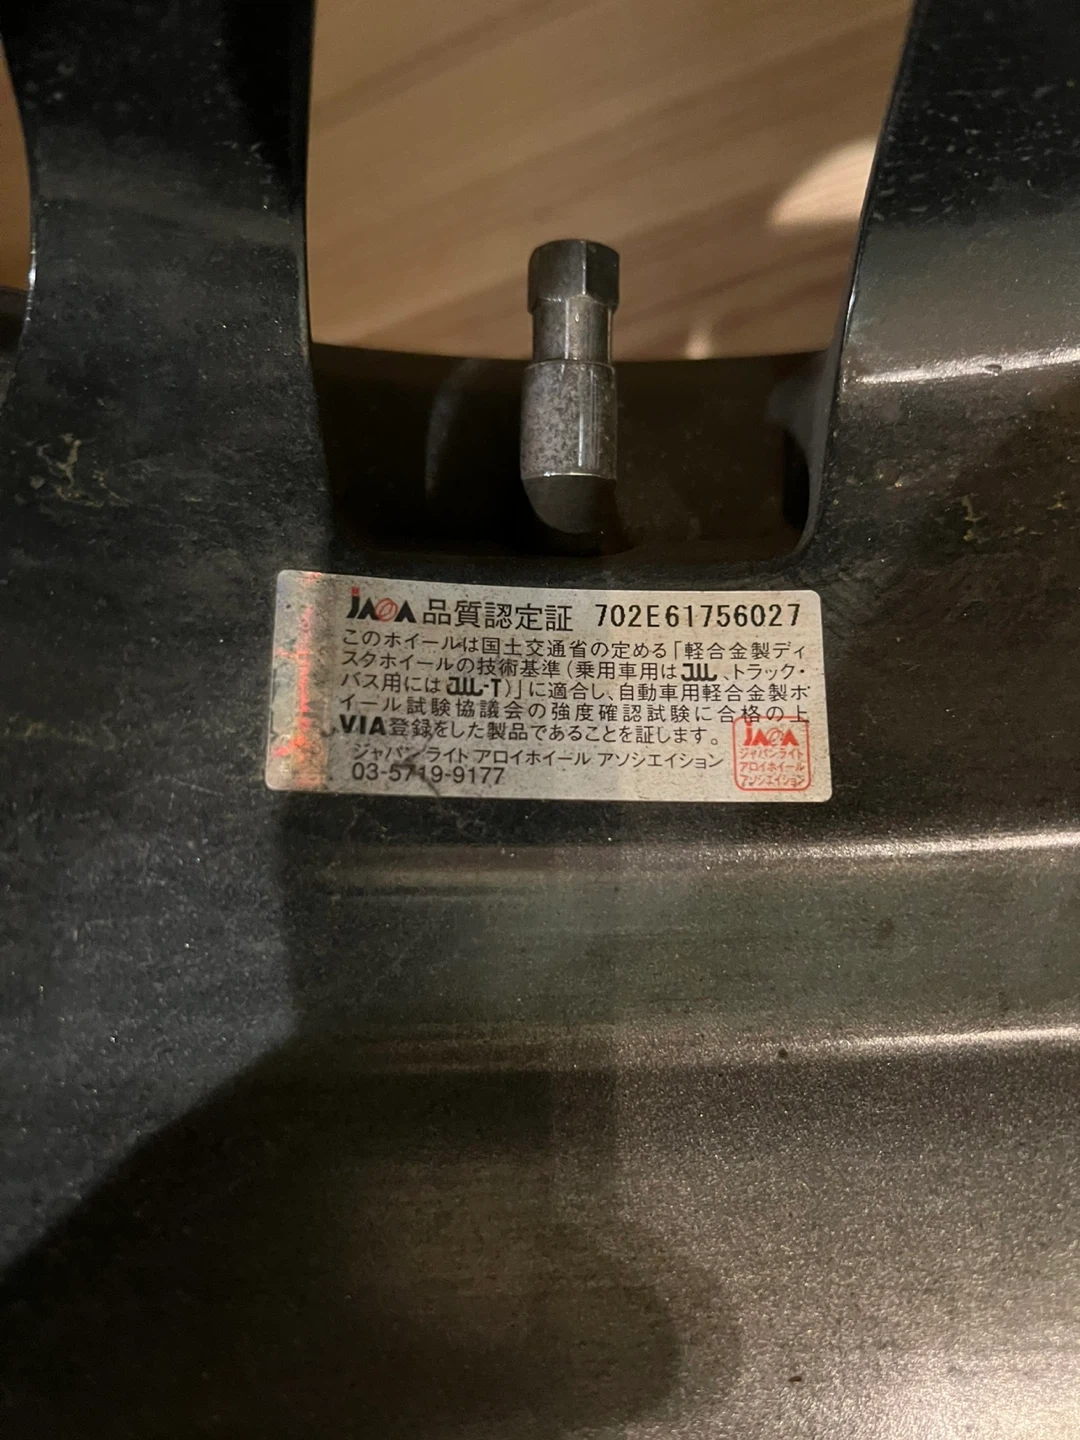 JAWA 品質認定証 702E61756027
このホイールは国土交通省の定める「軽合金製ディ
スクホイールの技術基準(乗用車用はJWL、トラック・
バス用にはJWL-T)」に適合し、自動車用軽合金製ホ
イール試験協議会の強度確認試験に合格の上
VIA登録をした製品であることを証します。
ジャパン ライト アロイホイール アソシエイション
03-5719-9177
JAWA
ジャパンライト
アロイホイール
アソシエイション